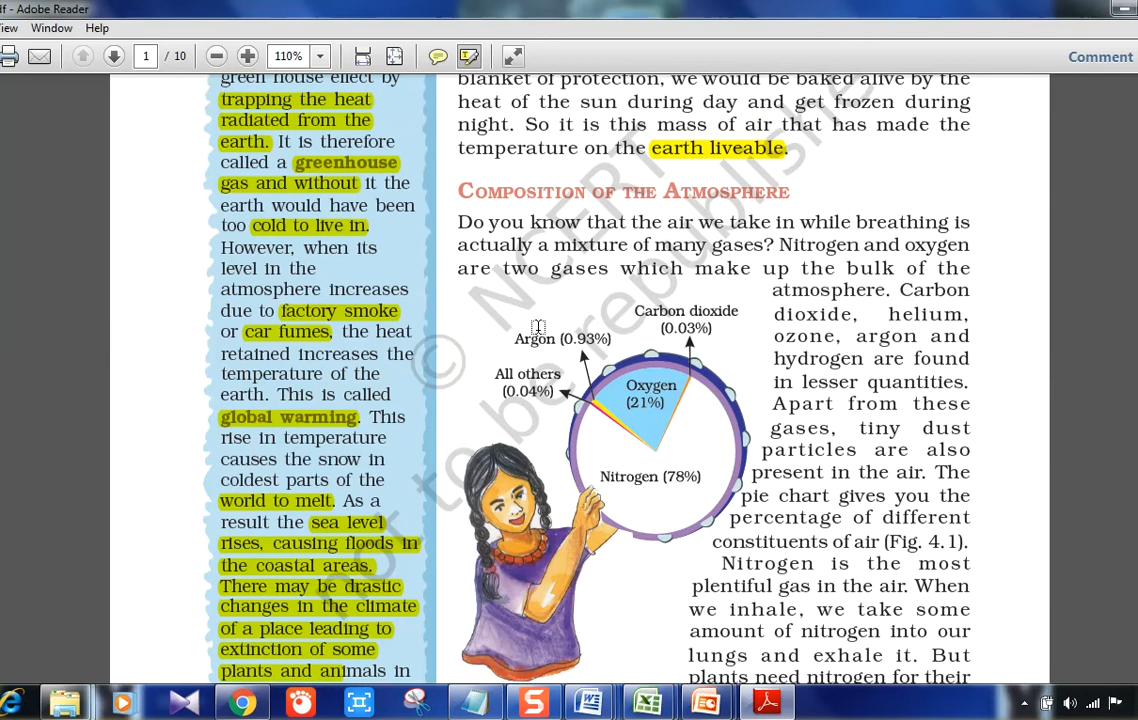 df - Adobe Reader
View Window Help
1 / 10 110% Comment
green house effect by
trapping the heat
radiated from the
earth. It is therefore
called a greenhouse
gas and without it the
earth would have been
too cold to live in.
However, when its
level in the
atmosphere increases
due to factory smoke
or car fumes, the heat
retained increases the
temperature of the
earth. This is called
global warming. This
rise in temperature
causes the snow in
coldest parts of the
world to melt. As a
result the sea level
rises, causing floods in
the coastal areas.
There may be drastic
changes in the climate
of a place leading to
extinction of some
plants and animals in
blanket of protection, we would be baked alive by the
heat of the sun during day and get frozen during
night. So it is this mass of air that has made the
temperature on the earth liveable.
COMPOSITION OF THE ATMOSPHERE
Do you know that the air we take in while breathing is
actually a mixture of many gases? Nitrogen and oxygen
are two gases which make up the bulk of the
atmosphere. Carbon
dioxide, helium,
ozone, argon and
hydrogen are found
in lesser quantities.
Apart from these
gases, tiny dust
particles are also
present in the air. The
pie chart gives you the
percentage of different
constituents of air (Fig. 4.1).
Nitrogen is the most
plentiful gas in the air. When
we inhale, we take some
amount of nitrogen into our
lungs and exhale it. But
plants need nitrogen for their
Carbon dioxide
(0.03%)
Argon (0.93%)
All others
(0.04%)
Oxygen
(21%)
Nitrogen (78%)
© NCERT
not to be republished